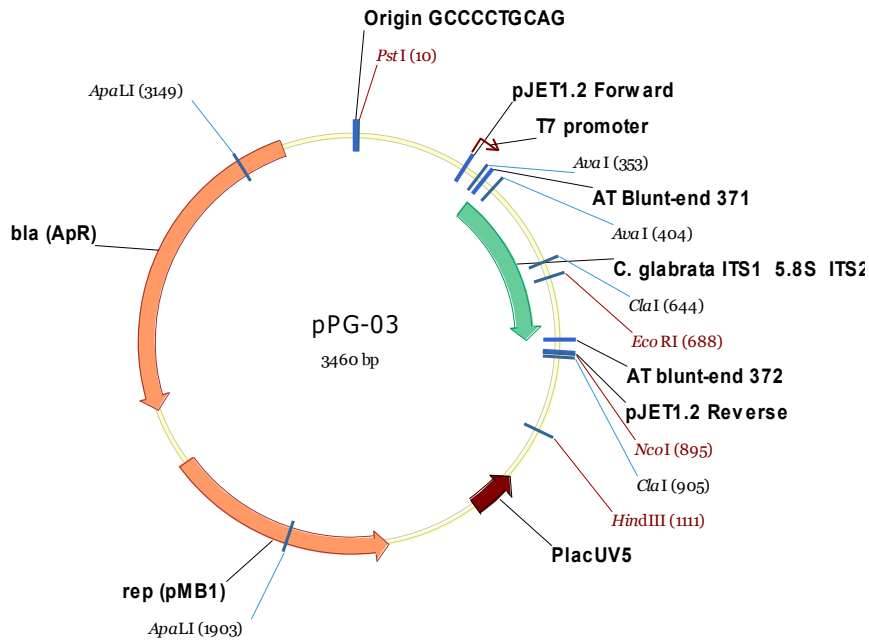 Origin GCCCCTGCAG
PstI (10)
ApaLI (3149)
pJET1.2 Forward
T7 promoter
AvaI (353)
AT Blunt-end 371
AvaI (404)
bla (ApR)
C. glabrata ITS1 5.8S ITS2
ClaI (644)
pPG-03
EcoRI (688)
3460 bp
AT blunt-end 372
pJET1.2 Reverse
NcoI (895)
ClaI (905)
HindIII (1111)
PlacUV5
rep (pMB1)
ApaLI (1903)